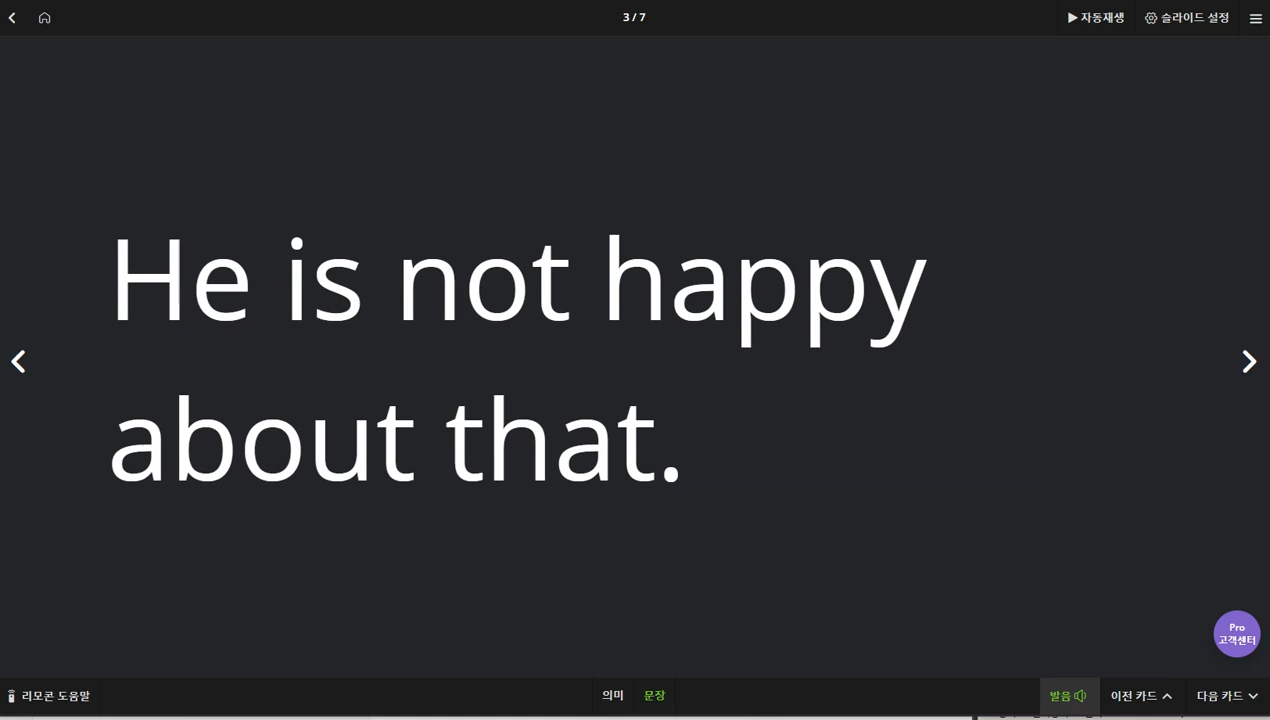 3 / 7
자동재생
슬라이드 설정
He is not happy
about that.
Pro
고객센터
리모콘 도움말
의미
문장
발음
이전 카드
다음 카드